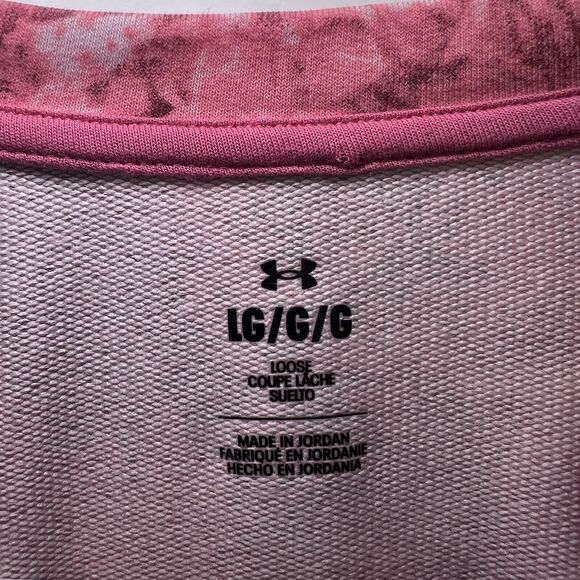 LG/G/G
LOOSE
COUPE LÂCHE
SUELTO
MADE IN JORDAN
FABRIQUÉ EN JORDANIE
HECHO EN JORDANIA